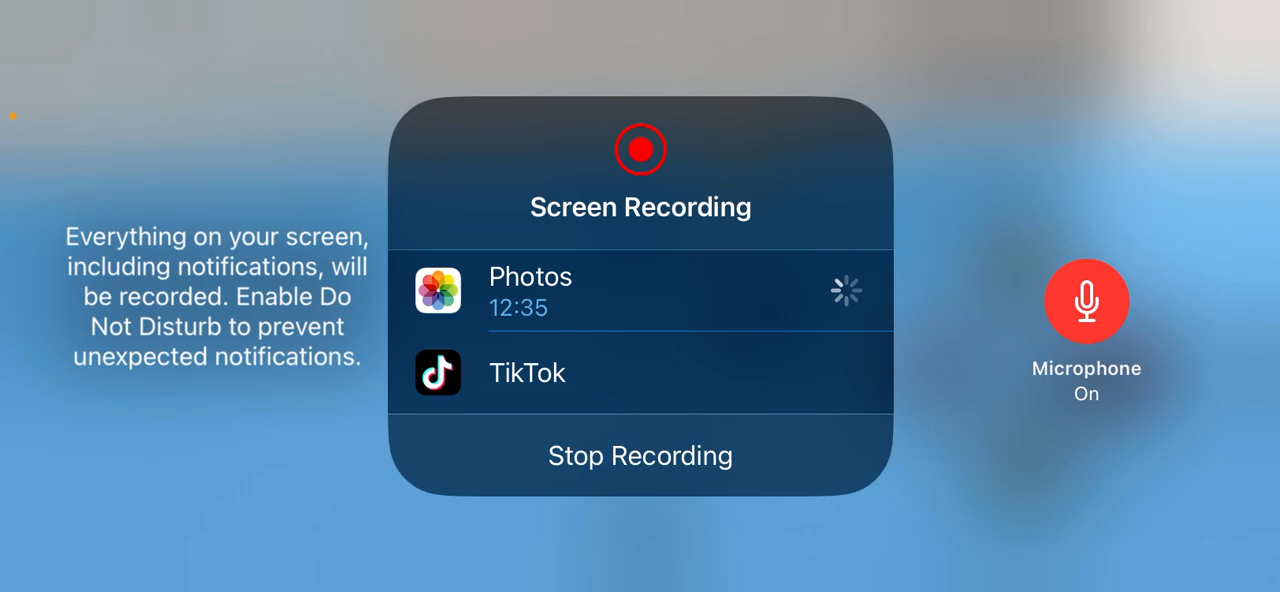 Everything on your screen,
including notifications, will
be recorded. Enable Do
Not Disturb to prevent
unexpected notifications.
Screen Recording
Photos
12:35
TikTok
Stop Recording
Microphone
On